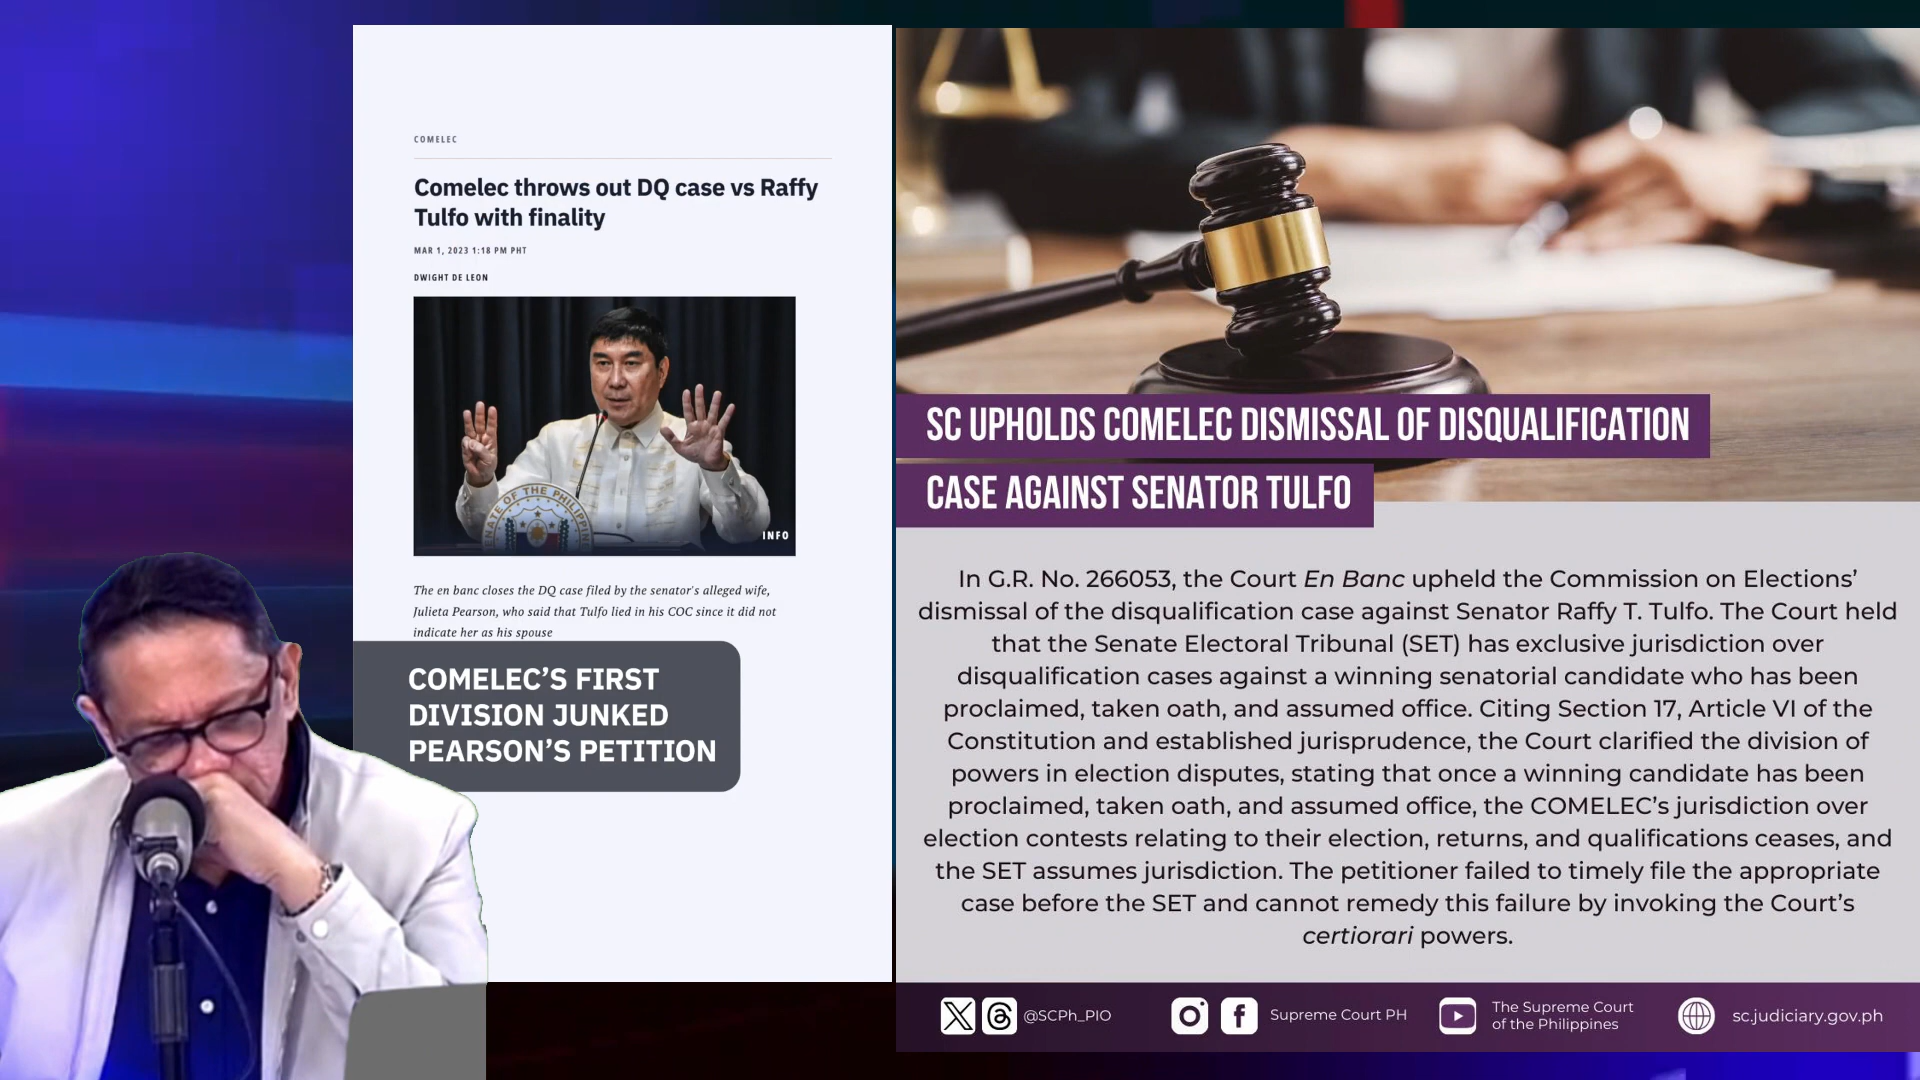 COMELEC
Comelec throws out DQ case vs Raffy
Tulfo with finality
MAR 1, 2023 1:18 PM PHT
DWIGHT DE LEON
SENATE OF THE PHILIPPINE
INFO
The en banc closes the DQ case filed by the senator's alleged wife,
Julieta Pearson, who said that Tulfo lied in his COC since it did not
indicate her as his spouse
COMELEC’S FIRST
DIVISION JUNKED
PEARSON’S PETITION
SC UPHOLDS COMELEC DISMISSAL OF DISQUALIFICATION
CASE AGAINST SENATOR TULFO
In G.R. No. 266053, the Court En Banc upheld the Commission on Elections’
dismissal of the disqualification case against Senator Raffy T. Tulfo. The Court held
that the Senate Electoral Tribunal (SET) has exclusive jurisdiction over
disqualification cases against a winning senatorial candidate who has been
proclaimed, taken oath, and assumed office. Citing Section 17, Article VI of the
Constitution and established jurisprudence, the Court clarified the division of
powers in election disputes, stating that once a winning candidate has been
proclaimed, taken oath, and assumed office, the COMELEC’s jurisdiction over
election contests relating to their election, returns, and qualifications ceases, and
the SET assumes jurisdiction. The petitioner failed to timely file the appropriate
case before the SET and cannot remedy this failure by invoking the Court’s
certiorari powers.
@SCPh_PIO
Supreme Court PH
The Supreme Court
of the Philippines
sc.judiciary.gov.ph